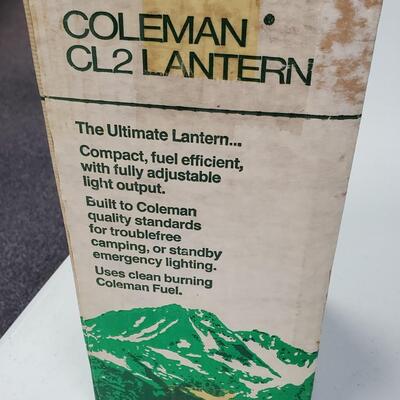 COLEMAN
CL2 LANTERN
The Ultimate Lantern...
Compact, fuel efficient,
with fully adjustable
light output.
Built to Coleman
quality standards
for troublefree
camping, or standby
emergency lighting.
Uses clean burning
Coleman Fuel.